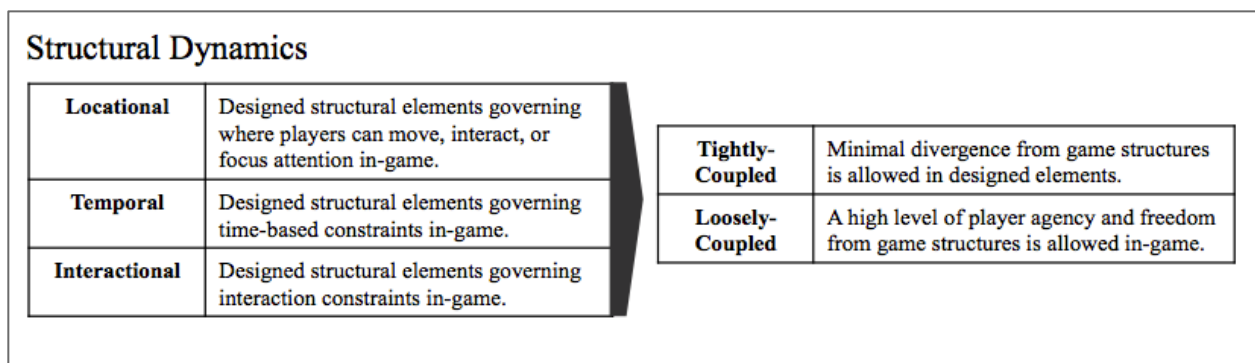 Structural Dynamics
Locational
Designed structural elements governing
where players can move, interact, or
focus attention in-game.
Temporal
Designed structural elements governing
time-based constraints in-game.
Interactional
Designed structural elements governing
interaction constraints in-game.
Tightly-
Coupled
Minimal divergence from game structures
is allowed in designed elements.
Loosely-
Coupled
A high level of player agency and freedom
from game structures is allowed in-game.